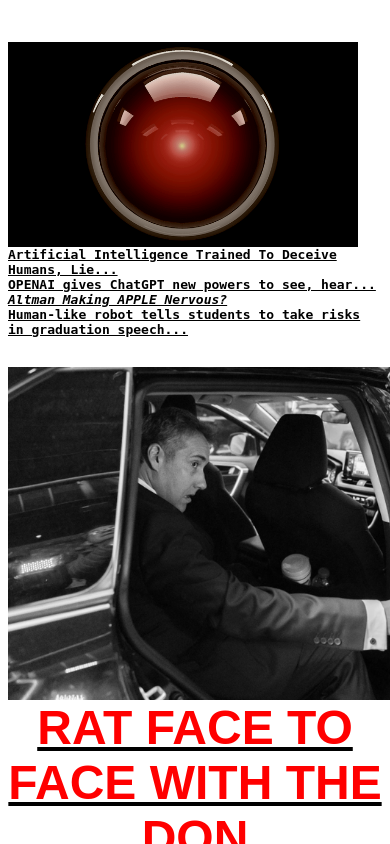 Artificial Intelligence Trained To Deceive
Humans, Lie...
OPENAI gives ChatGPT new powers to see, hear...
Altman Making APPLE Nervous?
Human-like robot tells students to take risks
in graduation speech...
RAT FACE TO
FACE WITH THE
DON